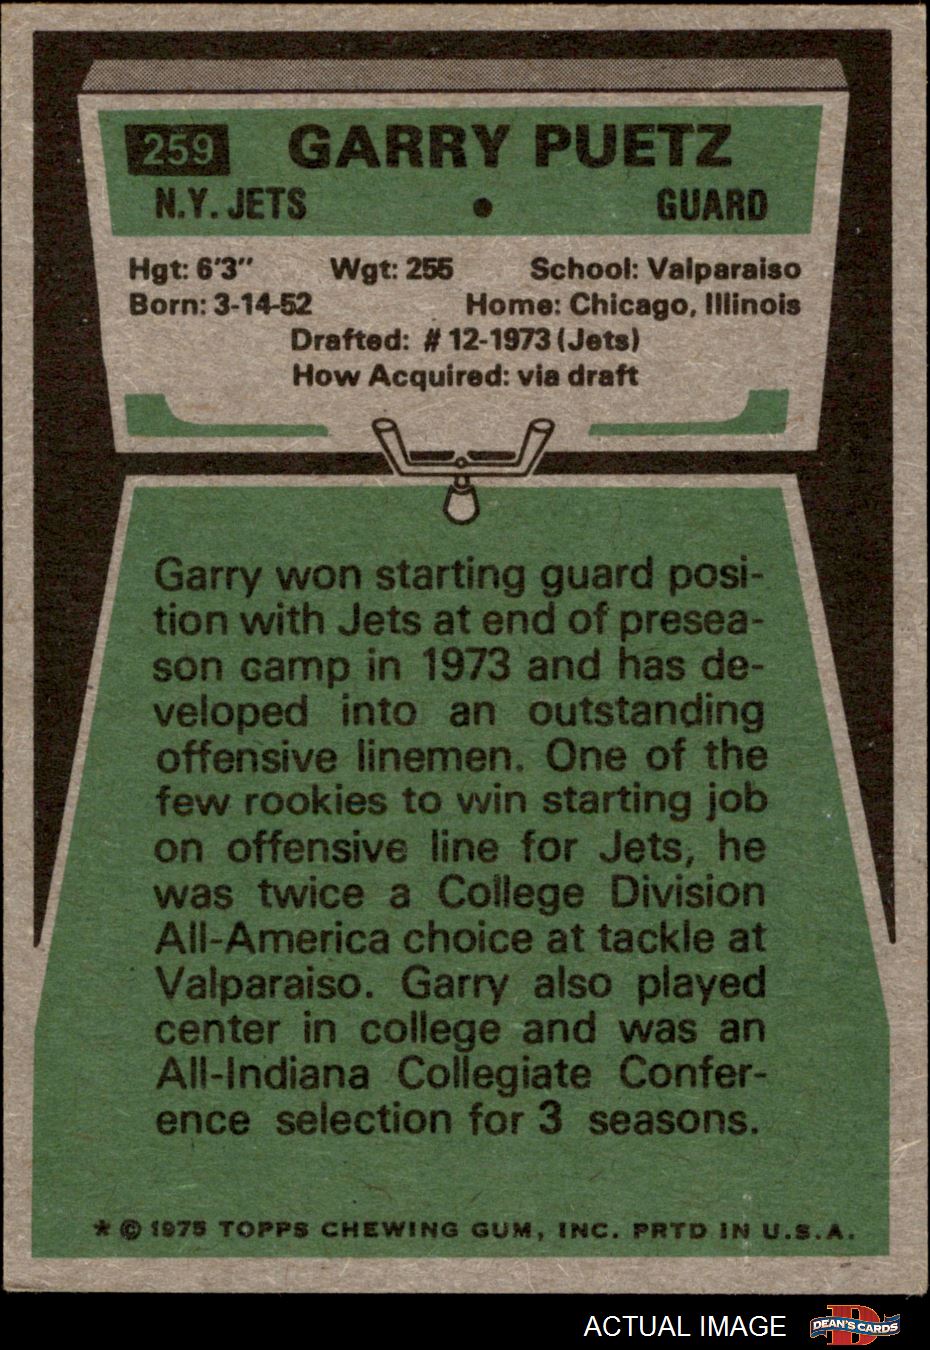 259 GARRY PUETZ
N.Y. JETS • GUARD
Hgt: 6'3" Wgt: 255 School: Valparaiso
Born: 3-14-52 Home: Chicago, Illinois
Drafted: # 12-1973 (Jets)
How Acquired: via draft
Garry won starting guard posi-
tion with Jets at end of presea-
son camp in 1973 and has de-
veloped into an outstanding
offensive linemen. One of the
few rookies to win starting job
on offensive line for Jets, he
was twice a College Division
All-America choice at tackle at
Valparaiso. Garry also played
center in college and was an
All-Indiana Collegiate Confer-
ence selection for 3 seasons.
* © 1975 TOPPS CHEWING GUM, INC. PRTD IN U.S.A.
ACTUAL IMAGE D DEAN'S CARDS